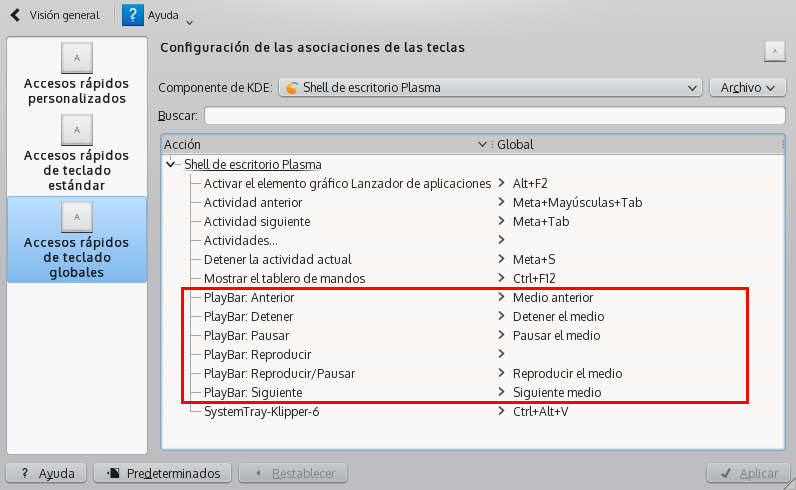 Visión general
? Ayuda
Configuración de las asociaciones de las teclas
A
A
Accesos rápidos
personalizados
A
Accesos rápidos
de teclado
estándar
A
Accesos rápidos
de teclado
globales
Componente de KDE: Shell de escritorio Plasma Archivo
Buscar:
Acción Global
Shell de escritorio Plasma
Activar el elemento gráfico Lanzador de aplicaciones Alt+F2
Actividad anterior Meta+Mayúsculas+Tab
Actividad siguiente Meta+Tab
Actividades...
Detener la actividad actual Meta+S
Mostrar el tablero de mandos Ctrl+F12
PlayBar: Anterior Medio anterior
PlayBar: Detener Detener el medio
PlayBar: Pausar Pausar el medio
PlayBar: Reproducir
PlayBar: Reproducir/Pausar Reproducir el medio
PlayBar: Siguiente Siguiente medio
SystemTray-Klipper-6 Ctrl+Alt+V
? Ayuda Predeterminados Restablecer Aplicar